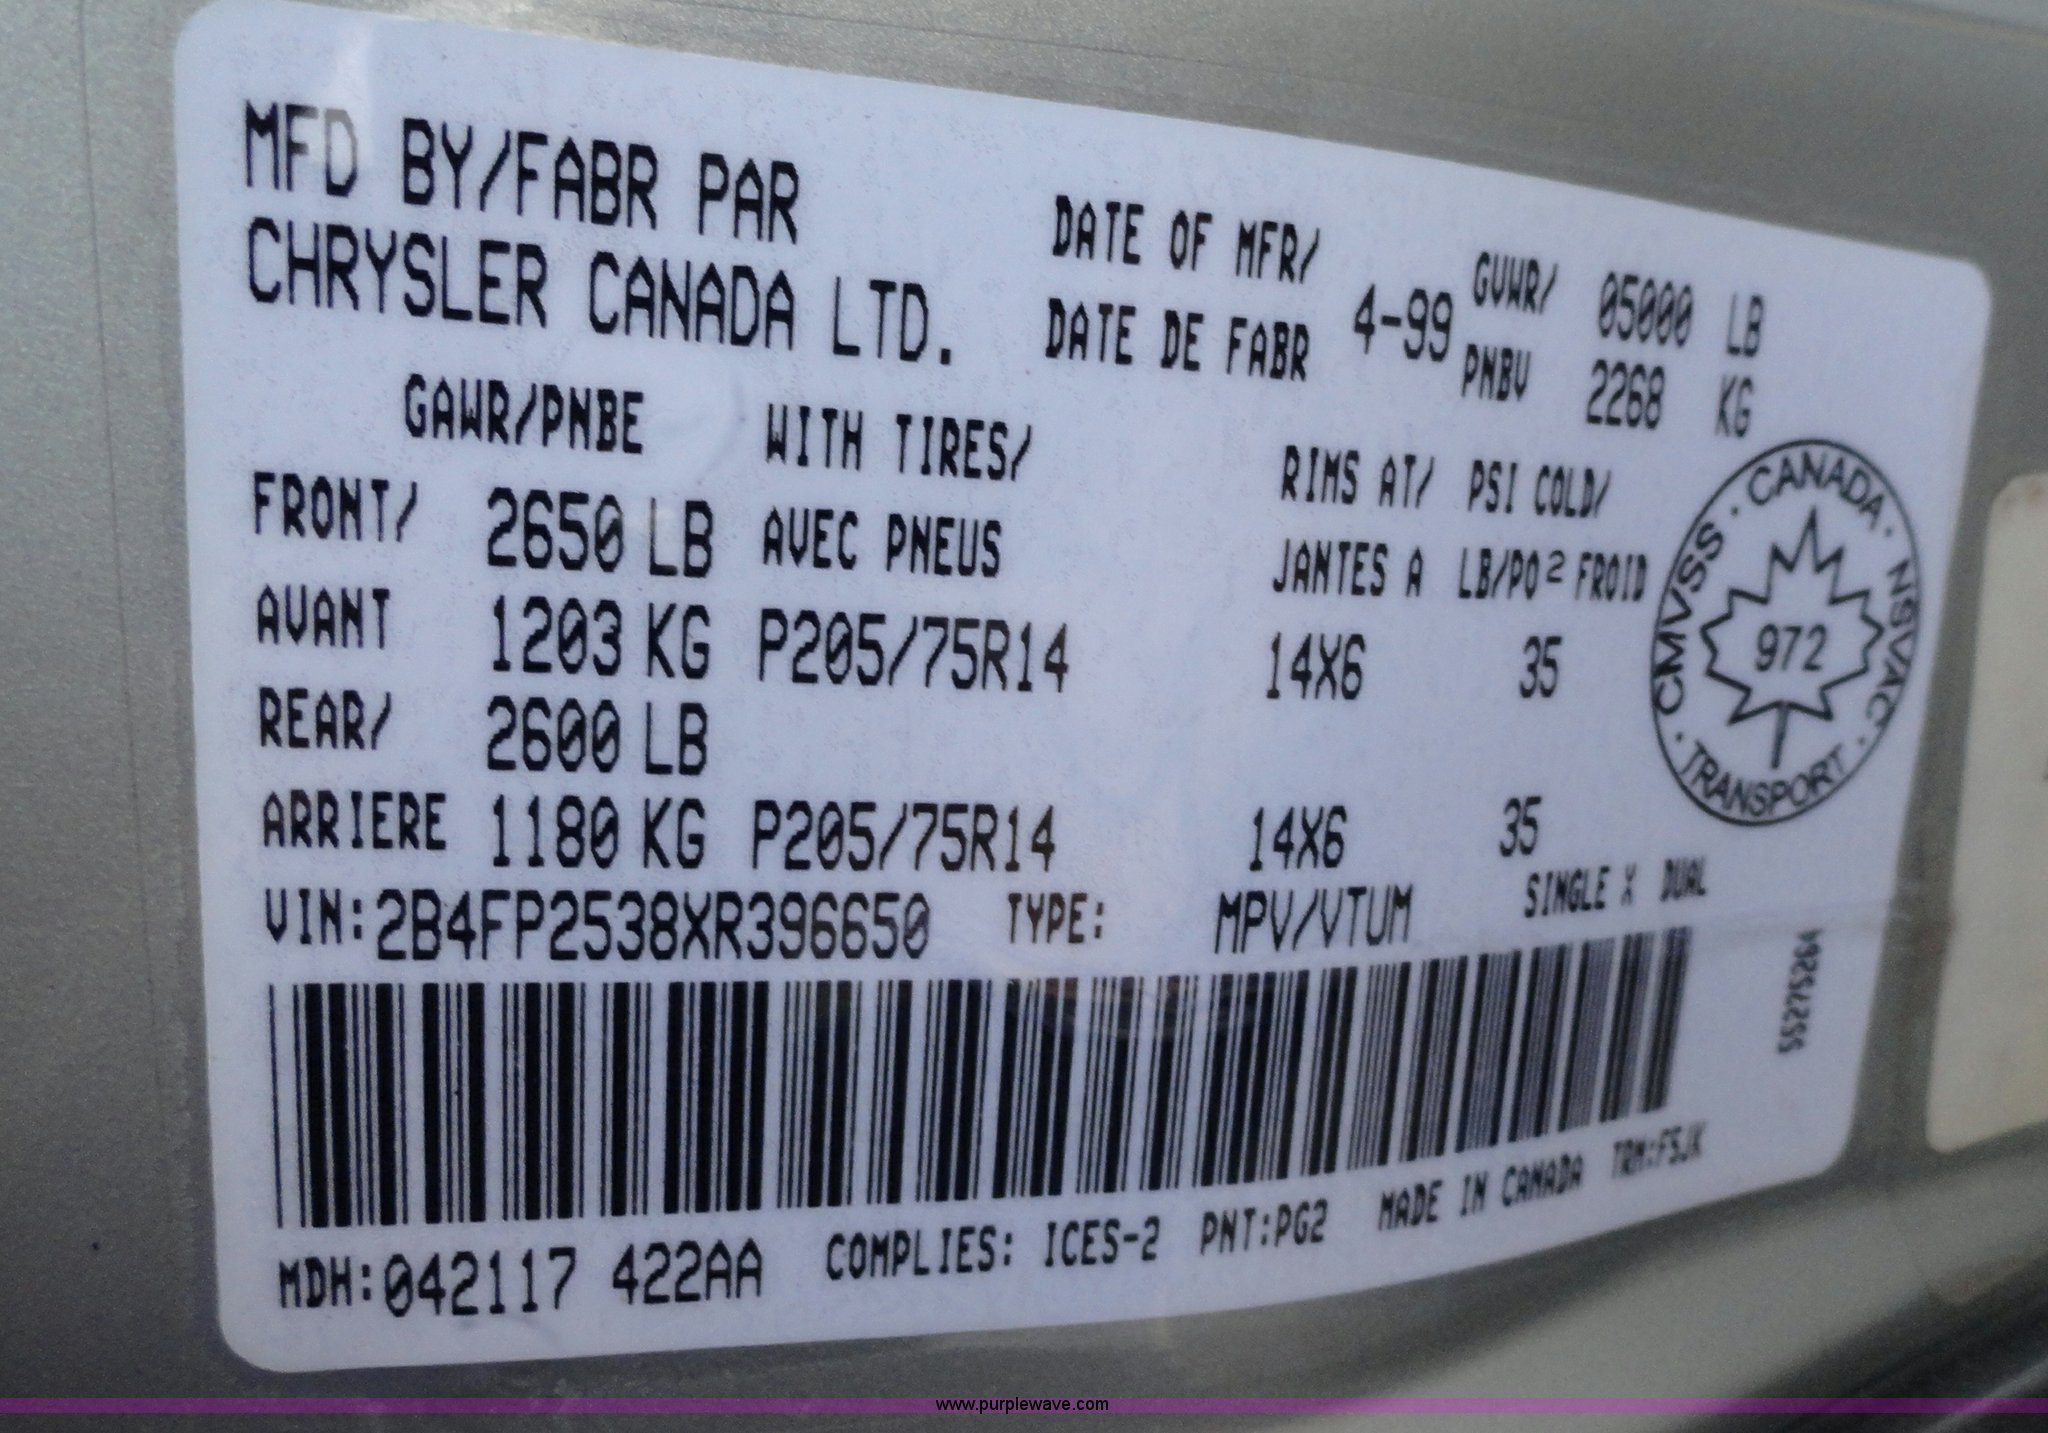 MFD BY/FABR PAR
CHRYSLER CANADA LTD.
DATE OF MFR/
DATE DE FABR
4-99
GVWR/ 05000 LB
PNBV 2268 KG
GAWR/PNBE WITH TIRES/ RIMS AT/ PSI COLD/
FRONT/ 2650 LB AVEC PNEUS JANTES A LB/PO² FROID
AVANT 1203 KG P205/75R14 14X6 35
REAR/ 2600 LB
ARRIERE 1180 KG P205/75R14 14X6 35
VIN:2B4FP2538XR396650 TYPE: MPV/VTUM SINGLE X DUAL
CMVSS · CANADA · NSVAC · TRANSPORT ·
972
55275264
MDH:042117 422AA COMPLIES: ICES-2 PNT:PG2 MADE IN CANADA TRM:F5JK
www.purplewave.com